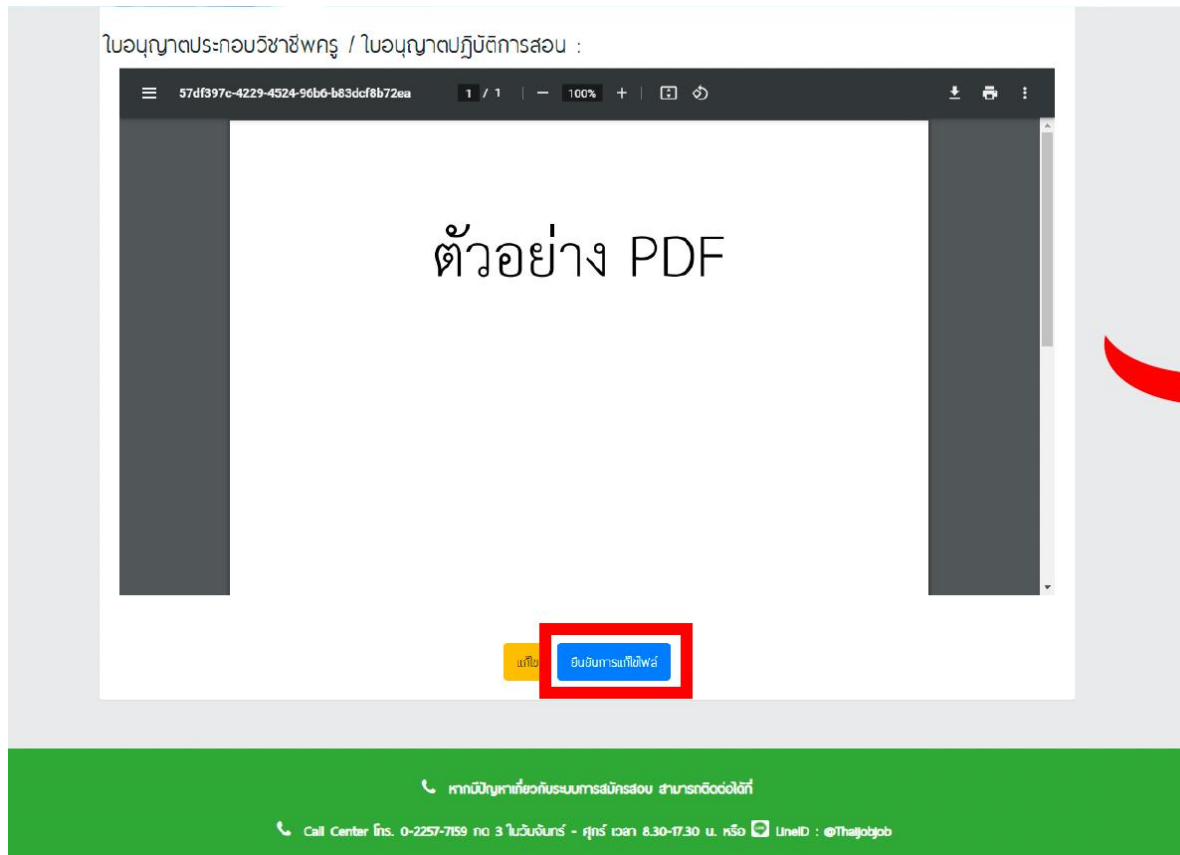 ใบอนุญาตประกอบวิชาชีพครู / ใบอนุญาตปฏิบัติการสอน :
57df397c-4229-4524-96b6-b83dcf8b72ea 1 / 1 | − 100% + |
ตัวอย่าง PDF
แก้ไข ยืนยันการแก้ไขไฟล์
หากมีปัญหาเกี่ยวกับระบบการสมัครสอบ สามารถติดต่อได้ที่
Call Center โทร. 0-2257-7159 กด 3 ในวันจันทร์ - ศุกร์ เวลา 8.30-17.30 น. หรือ LineID : @Thaijobjob